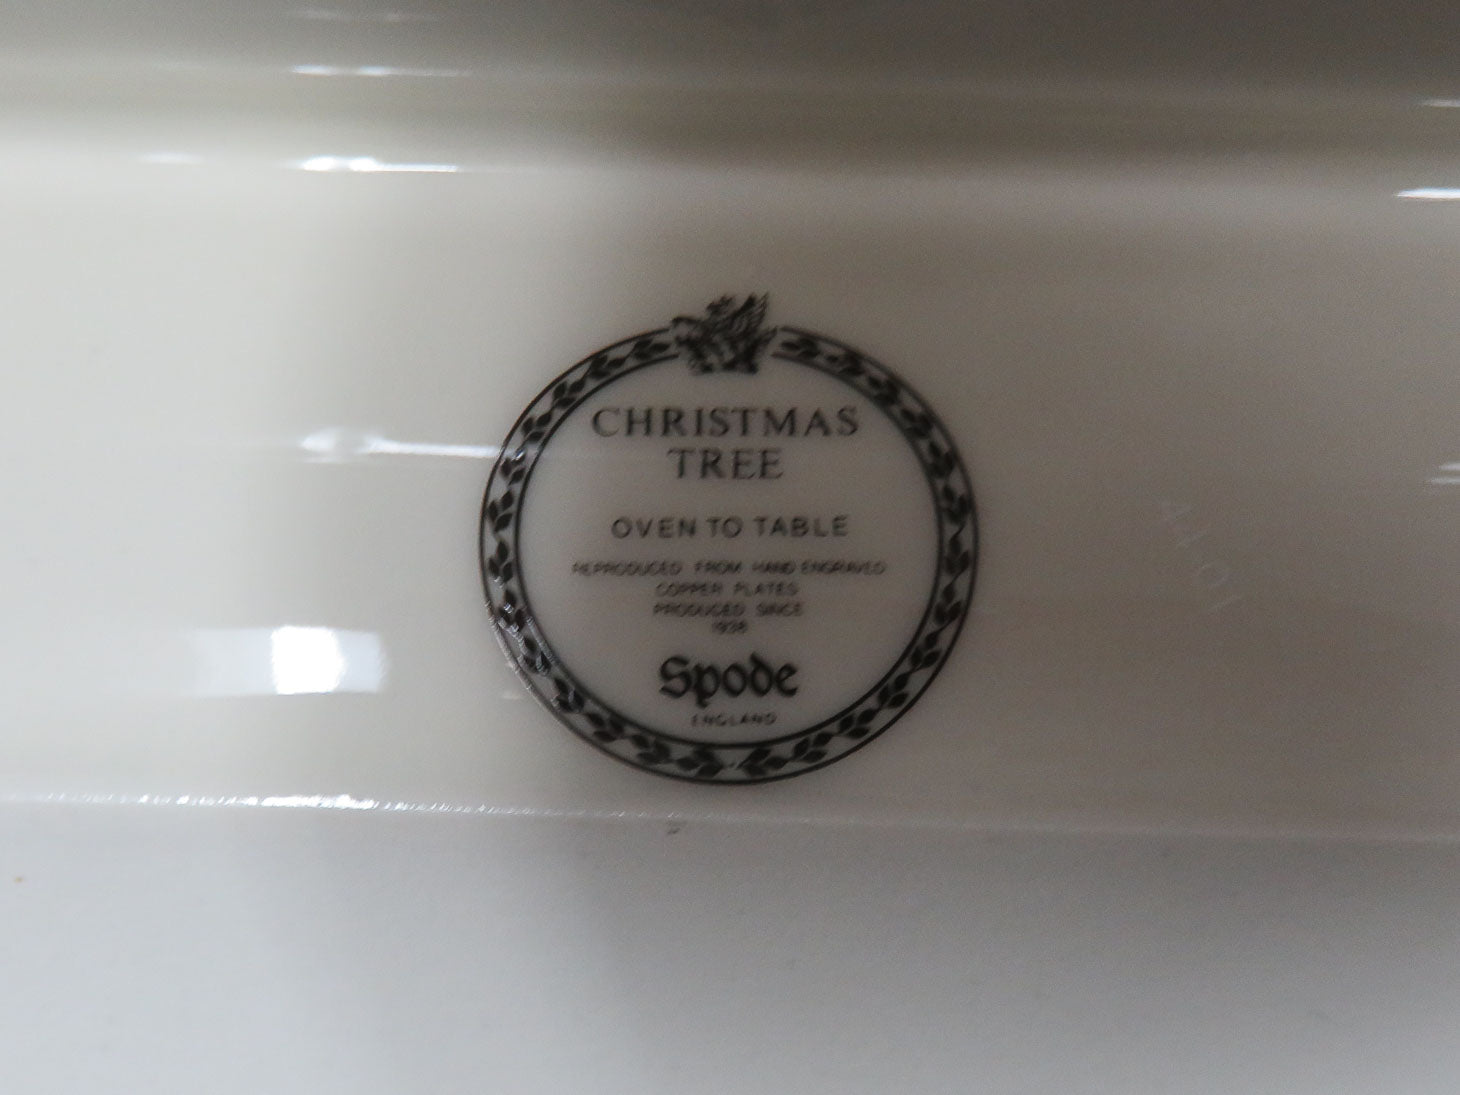 CHRISTMAS
TREE
OVEN TO TABLE
REPRODUCED FROM HAND ENGRAVED
COPPER PLATES
PRODUCED SINCE
1938
Spode
ENGLAND